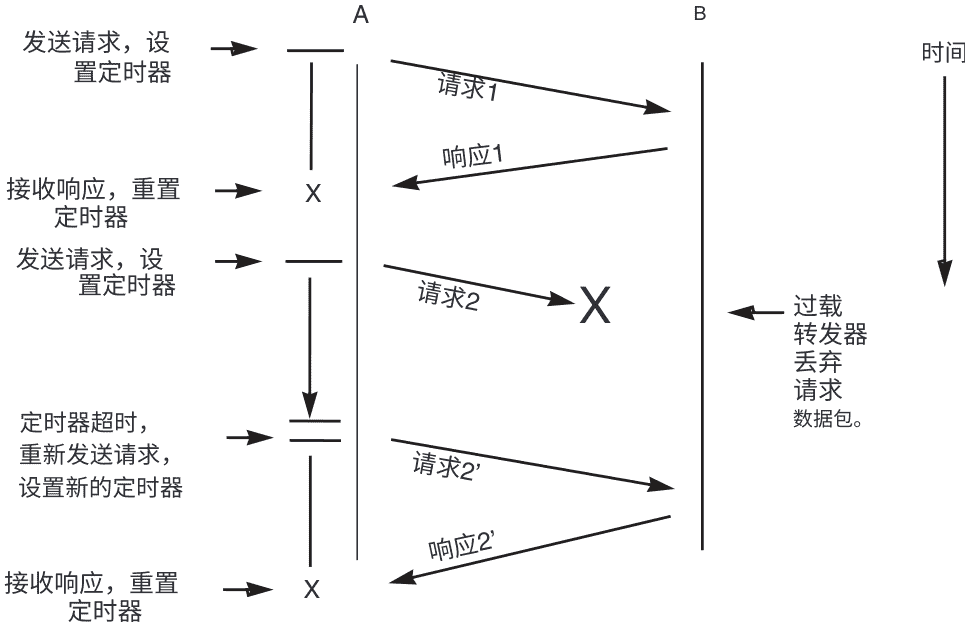 A
B
发送请求，设
置定时器
时间
请求1
响应1
接收响应，重置
定时器
发送请求，设
置定时器
请求2
X
X
过载
转发器
丢弃
请求
数据包。
定时器超时，
重新发送请求，
设置新的定时器
请求2’
响应2’
接收响应，重置
定时器
X